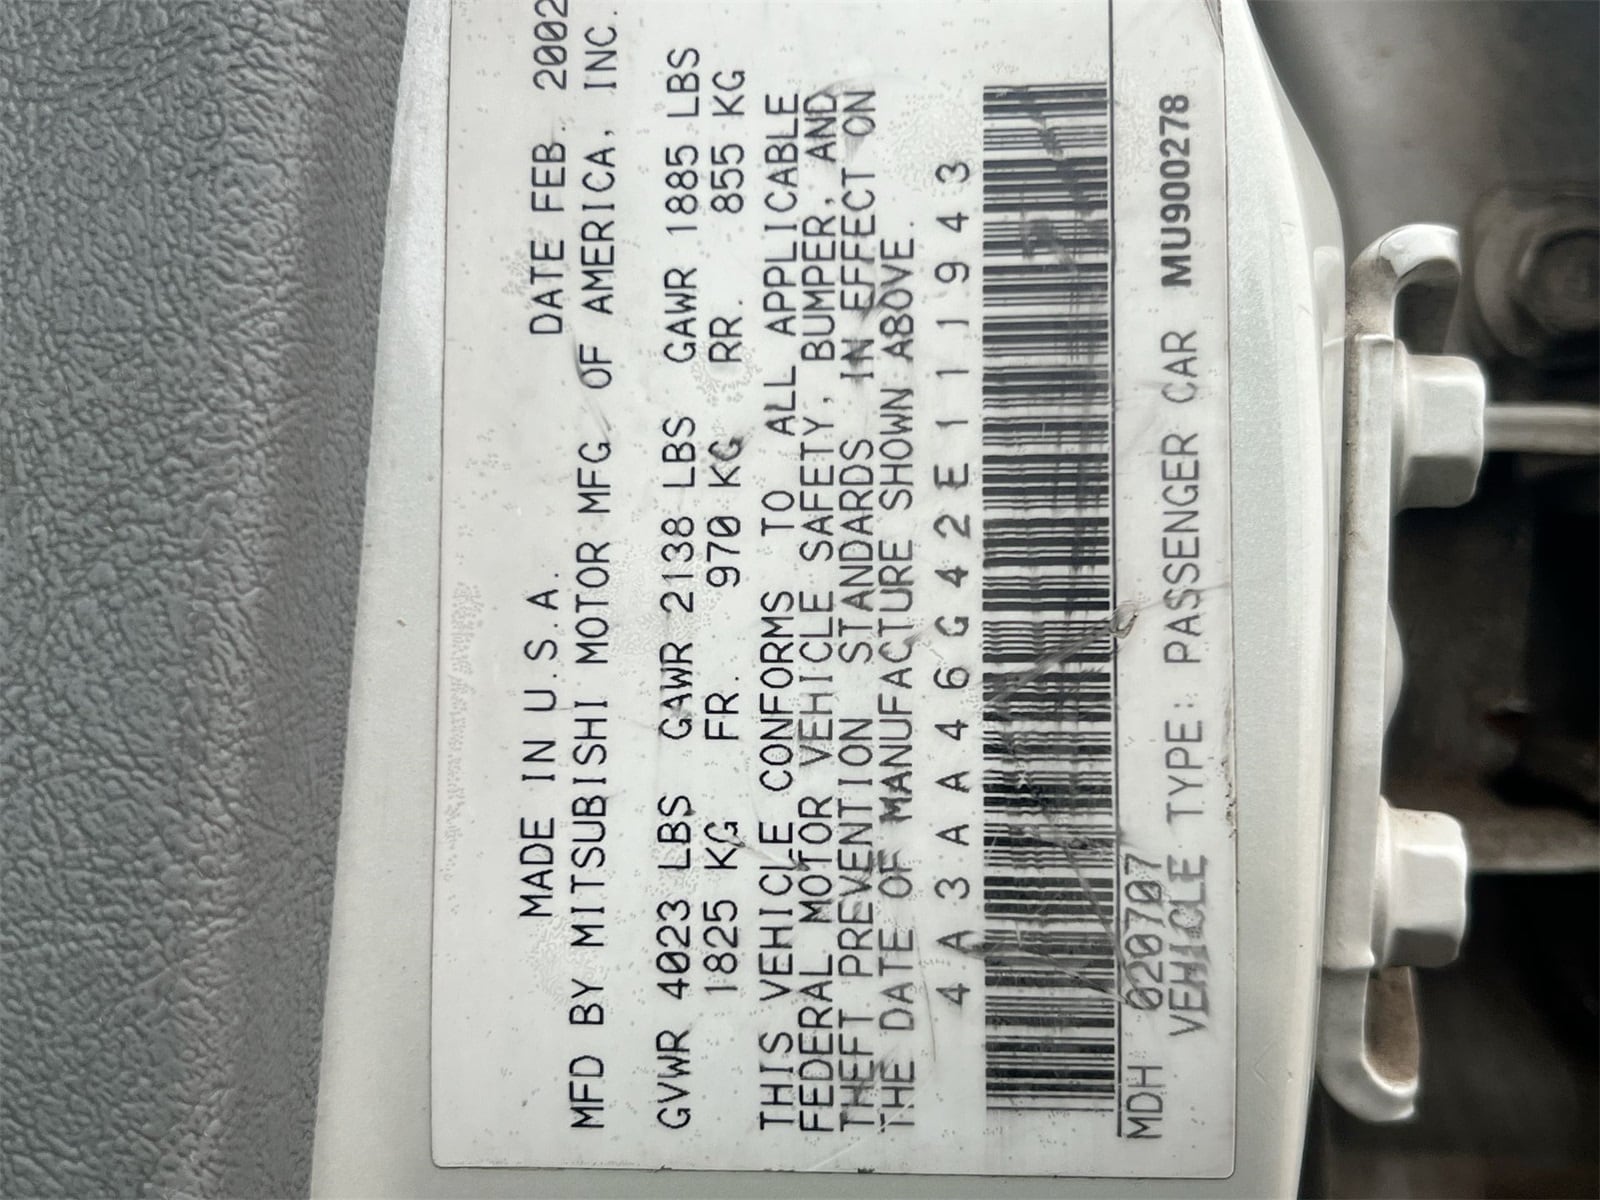 MADE IN U.S.A. DATE FEB. 2002
MFD BY MITSUBISHI MOTOR MFG OF AMERICA, INC.
GVWR 4023 LBS GAWR 2138 LBS GAWR 1885 LBS
1825 KG FR. 970 KG RR. 855 KG
THIS VEHICLE CONFORMS TO ALL APPLICABLE
FEDERAL MOTOR VEHICLE SAFETY, BUMPER, AND
THEFT PREVENTION STANDARDS IN EFFECT ON
THE DATE OF MANUFACTURE SHOWN ABOVE.
4A3AA46G42E111943
MDH 020707
VEHICLE TYPE: PASSENGER CAR MU900278